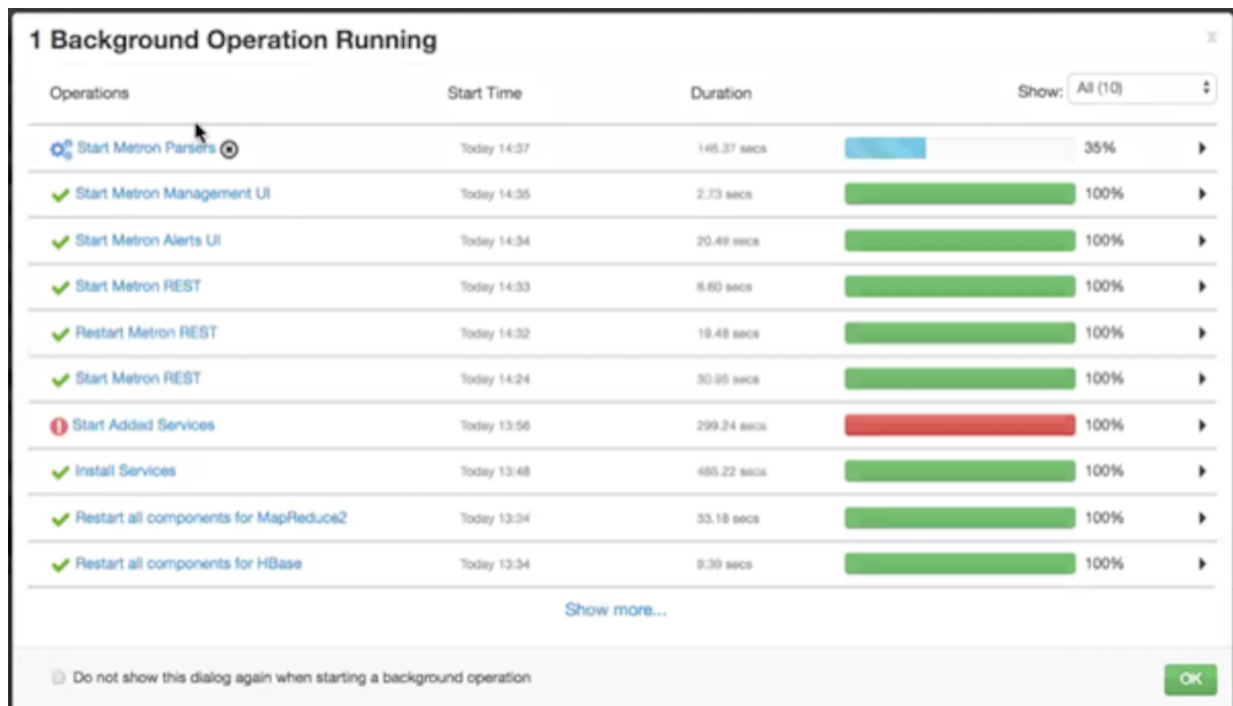 1 Background Operation Running
x
Operations Start Time Duration Show: All (10)
Start Metron Parsers Today 14:37 146.37 secs 35%
Start Metron Management UI Today 14:35 2.73 secs 100%
Start Metron Alerts UI Today 14:34 20.49 secs 100%
Start Metron REST Today 14:33 6.60 secs 100%
Restart Metron REST Today 14:32 19.48 secs 100%
Start Metron REST Today 14:24 30.95 secs 100%
Start Added Services Today 13:56 299.24 secs 100%
Install Services Today 13:48 secs 100%
Restart all components for MapReduce2 Today 13:34 33.18 secs 100%
Restart all components for HBase Today 13:34 secs 100%
Show more...
Do not show this dialog again when starting a background operation
OK